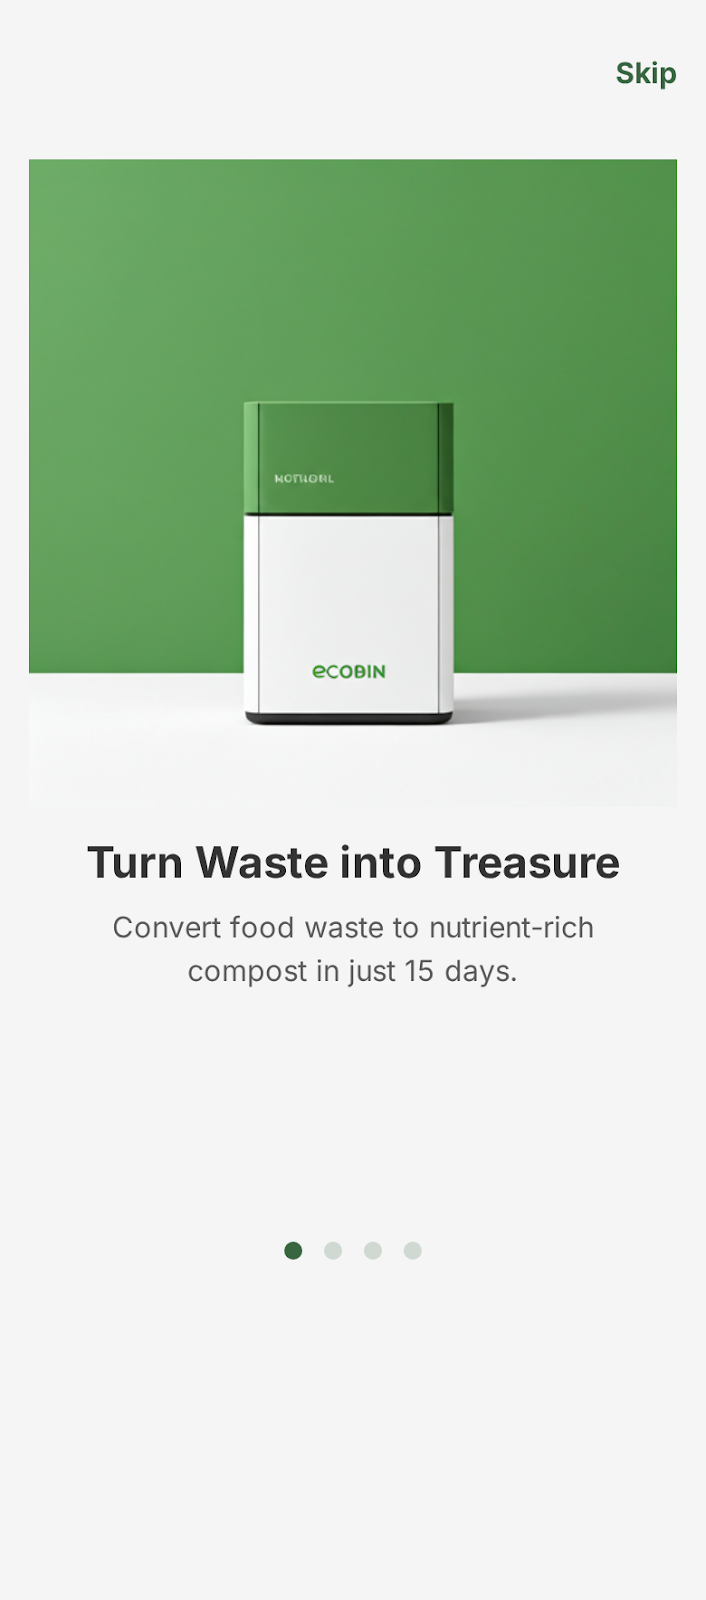 Skip
ecoBIN
Turn Waste into Treasure
Convert food waste to nutrient-rich
compost in just 15 days.